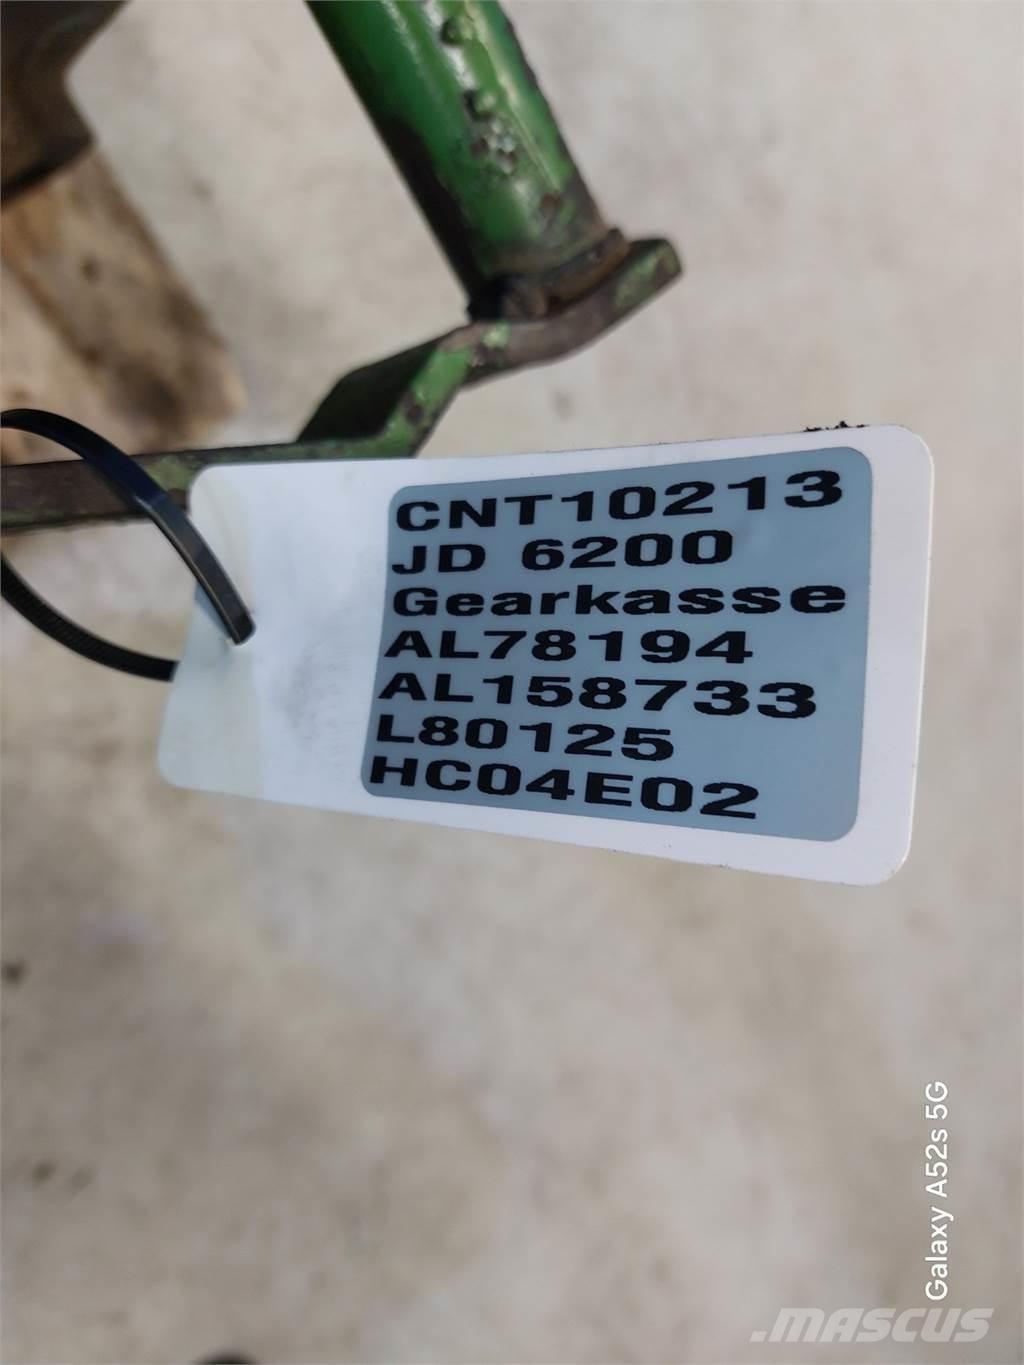 CNT10213
JD 6200
Gearkasse
AL78194
AL158733
L80125
HC04E02
Galaxy A52s 5G
.MASCUS